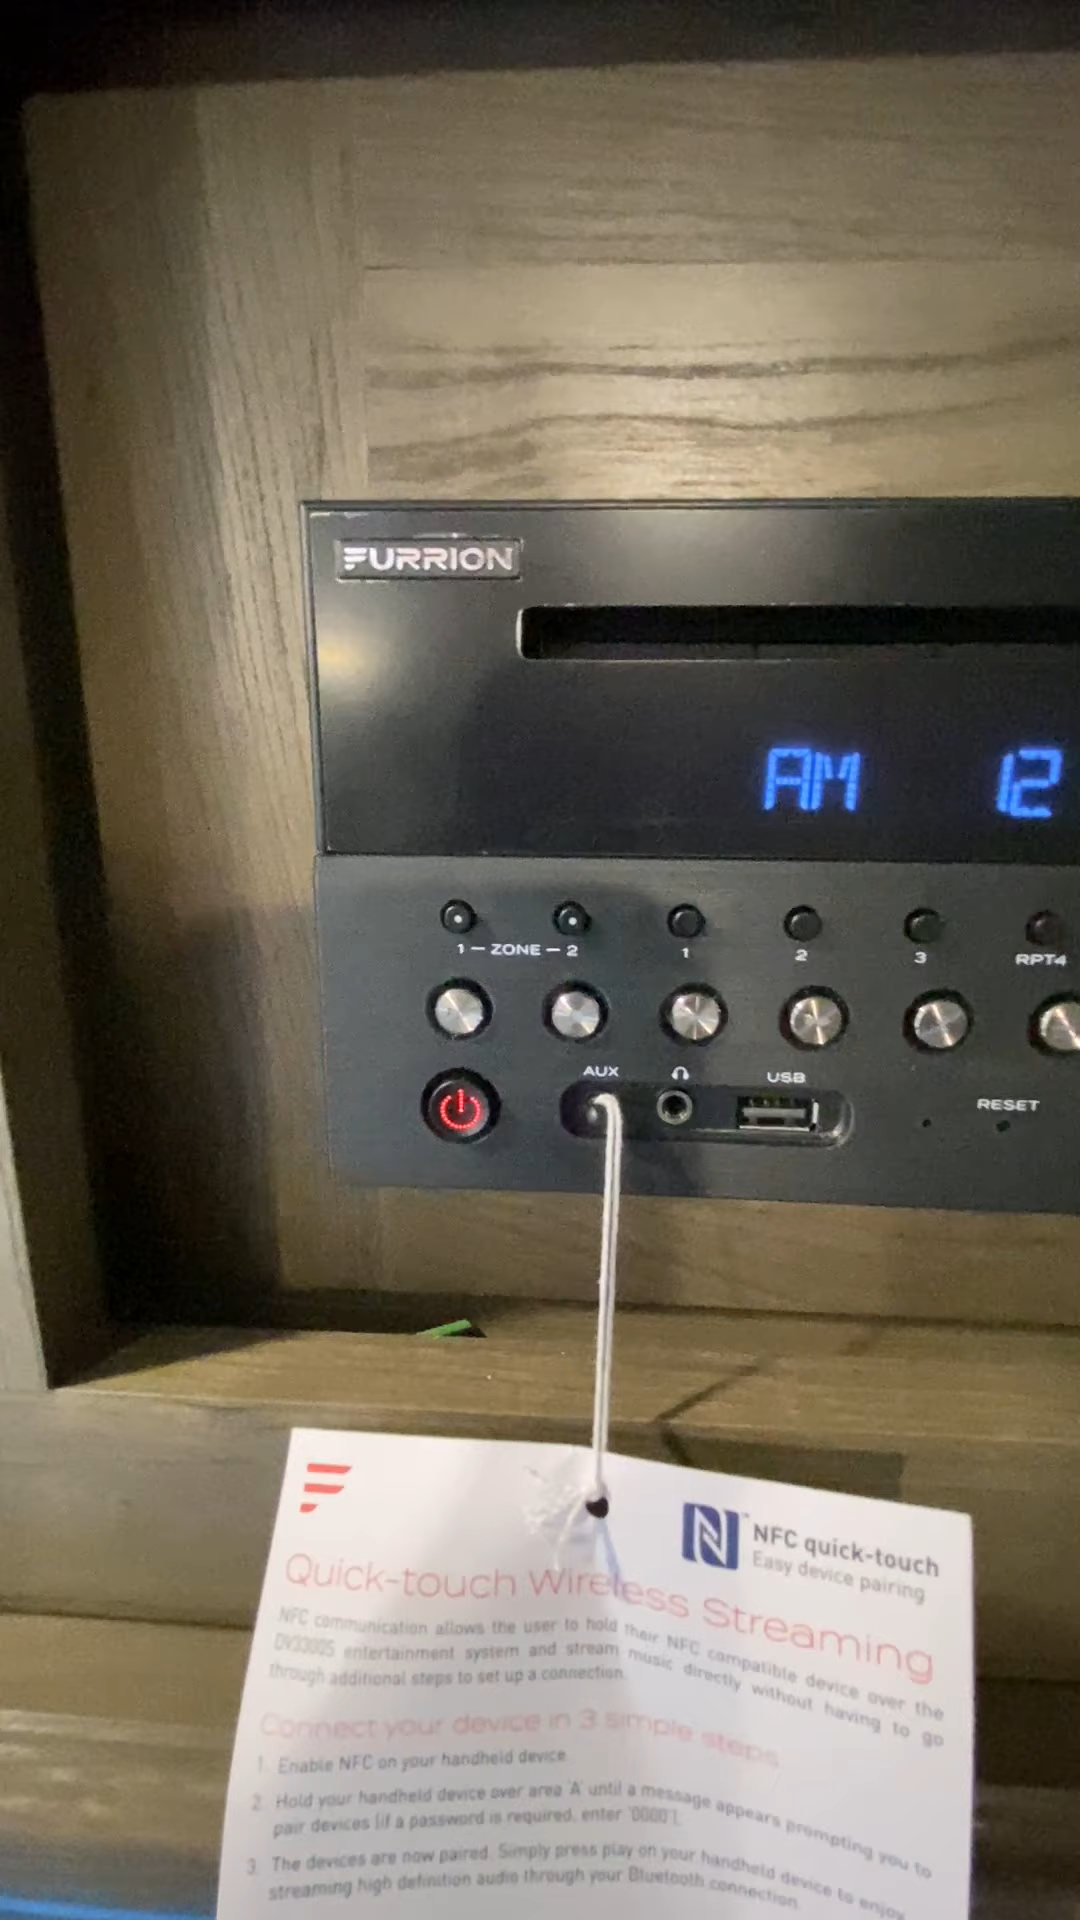 FURRION
AM 12
1 — ZONE — 2 1 2 3 RPT4
AUX USB
RESET
NFC quick-touch
Easy device pairing
Quick-touch Wireless Streaming
NFC communication allows the user to hold their NFC compatible device over the
DV3300S entertainment system and stream music directly without having to go
through additional steps to set up a connection.
Connect your device in 3 simple steps
1. Enable NFC on your handheld device
2. Hold your handheld device over area 'A' until a message appears prompting you to
pair devices (if a password is required, enter '0000').
3. The devices are now paired. Simply press play on your handheld device to enjoy
streaming high definition audio through your Bluetooth connection.